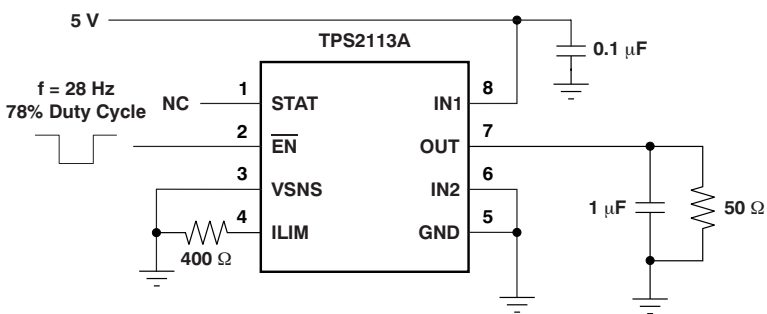 5 V
TPS2113A
0.1 μF
f = 28 Hz
78% Duty Cycle
NC
1
STAT
IN1
8
2
EN
OUT
7
3
VSNS
IN2
6
4
ILIM
GND
5
400 Ω
1 μF
50 Ω